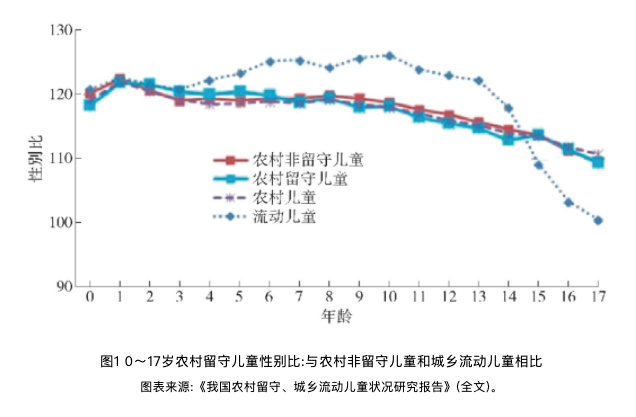 130
120
110
100
90
性别比
农村非留守儿童
农村留守儿童
农村儿童
流动儿童
0 1 2 3 4 5 6 7 8 9 10 11 12 13 14 15 16 17
年龄
图1 0～17岁农村留守儿童性别比:与农村非留守儿童和城乡流动儿童相比
图表来源:《我国农村留守、城乡流动儿童状况研究报告》(全文)。